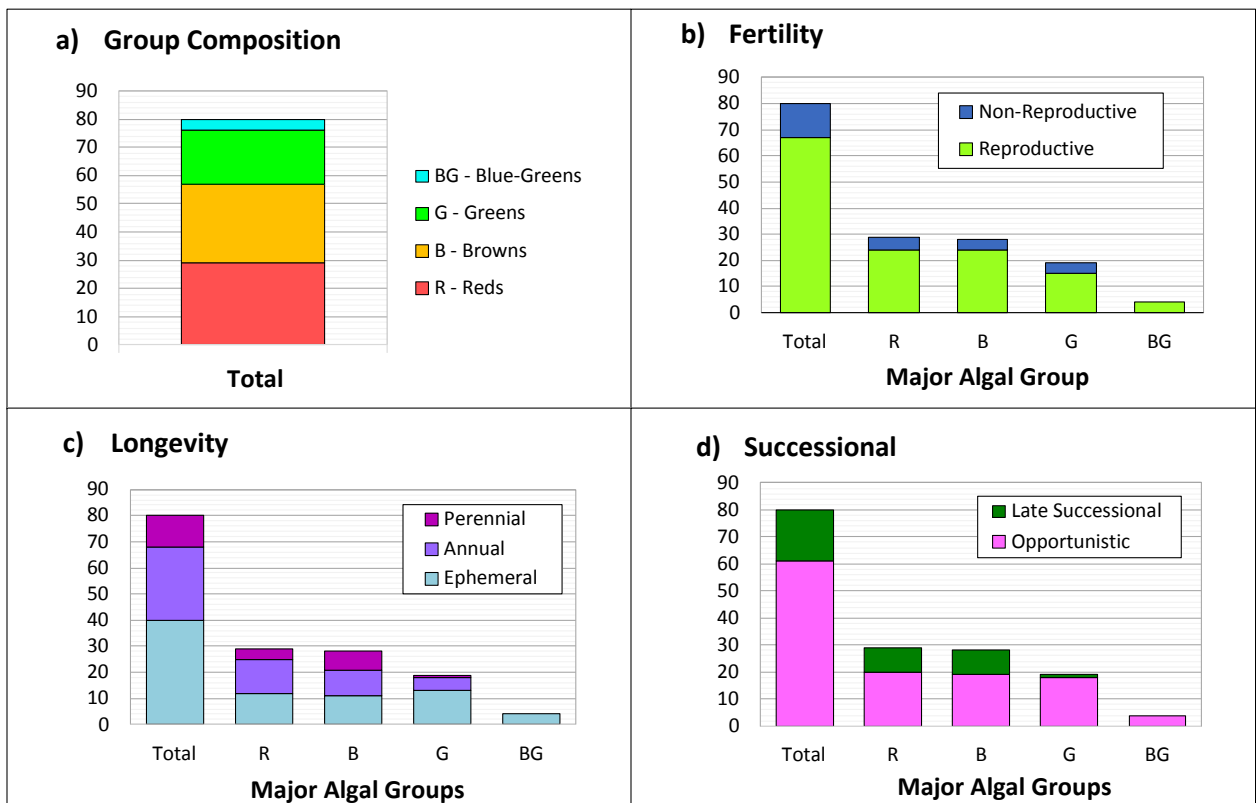 a) Group Composition
90
80
70
60
50
40
30
20
10
0
Total
BG - Blue-Greens
G - Greens
B - Browns
R - Reds
b) Fertility
90
80
70
60
50
40
30
20
10
0
Non-Reproductive
Reproductive
Total R B G BG
Major Algal Group
c) Longevity
90
80
70
60
50
40
30
20
10
0
Perennial
Annual
Ephemeral
Total R B G BG
Major Algal Groups
d) Successional
90
80
70
60
50
40
30
20
10
0
Late Successional
Opportunistic
Total R B G BG
Major Algal Groups